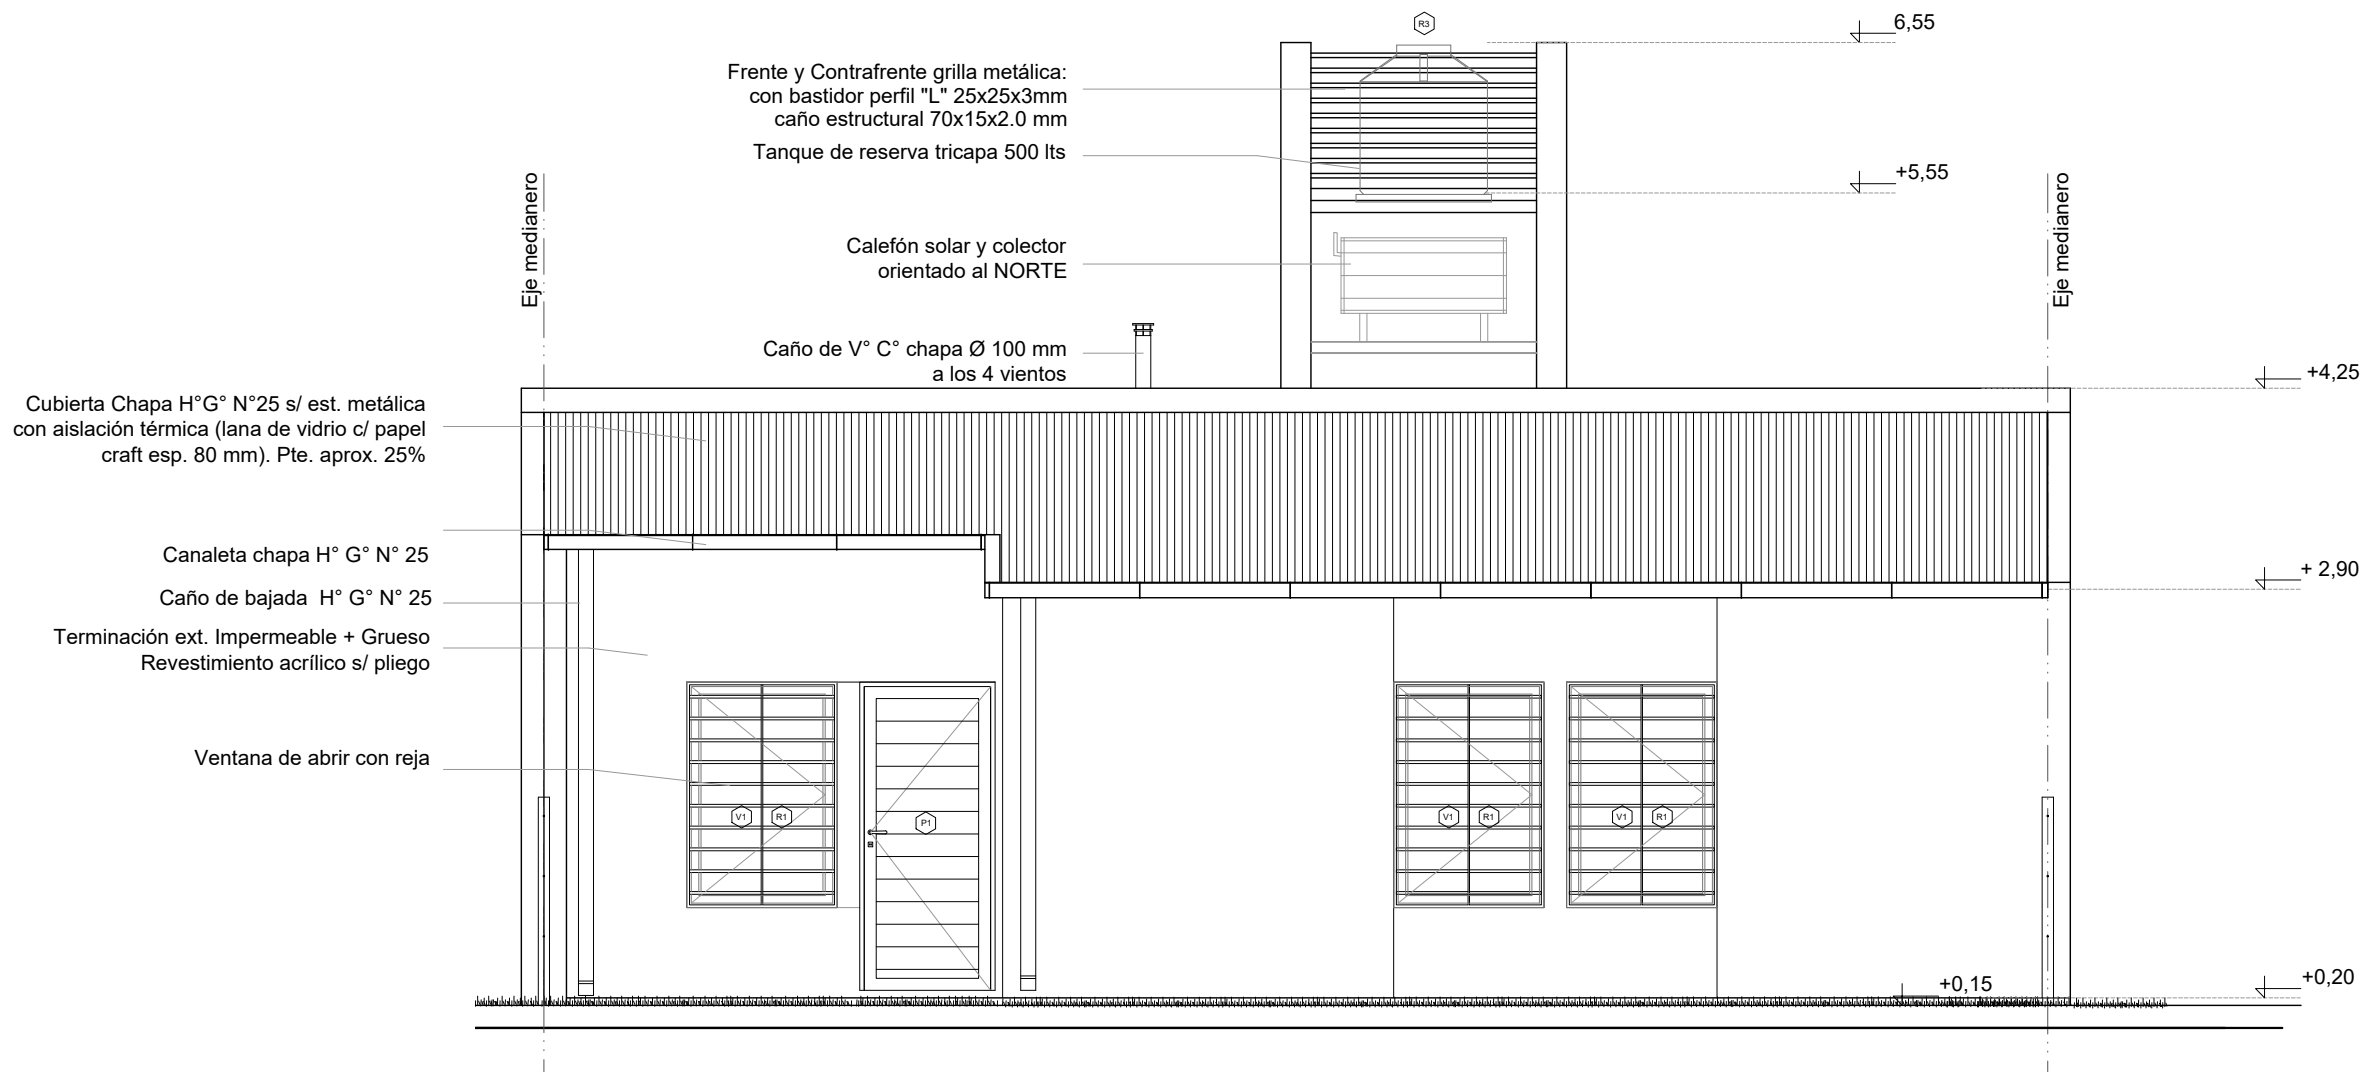 R3
6,55
Frente y Contrafrente grilla metálica:
con bastidor perfil "L" 25x25x3mm
caño estructural 70x15x2.0 mm
Tanque de reserva tricapa 500 lts
+5,55
Eje medianero
Eje medianero
Calefón solar y colector
orientado al NORTE
Caño de V° C° chapa Ø 100 mm
a los 4 vientos
+4,25
Cubierta Chapa H°G° N°25 s/ est. metálica
con aislación térmica (lana de vidrio c/ papel
craft esp. 80 mm). Pte. aprox. 25%
Canaleta chapa H° G° N° 25
+ 2,90
Caño de bajada H° G° N° 25
Terminación ext. Impermeable + Grueso
Revestimiento acrílico s/ pliego
Ventana de abrir con reja
V1 R1
P1
V1 R1
V1 R1
+0,15
+0,20